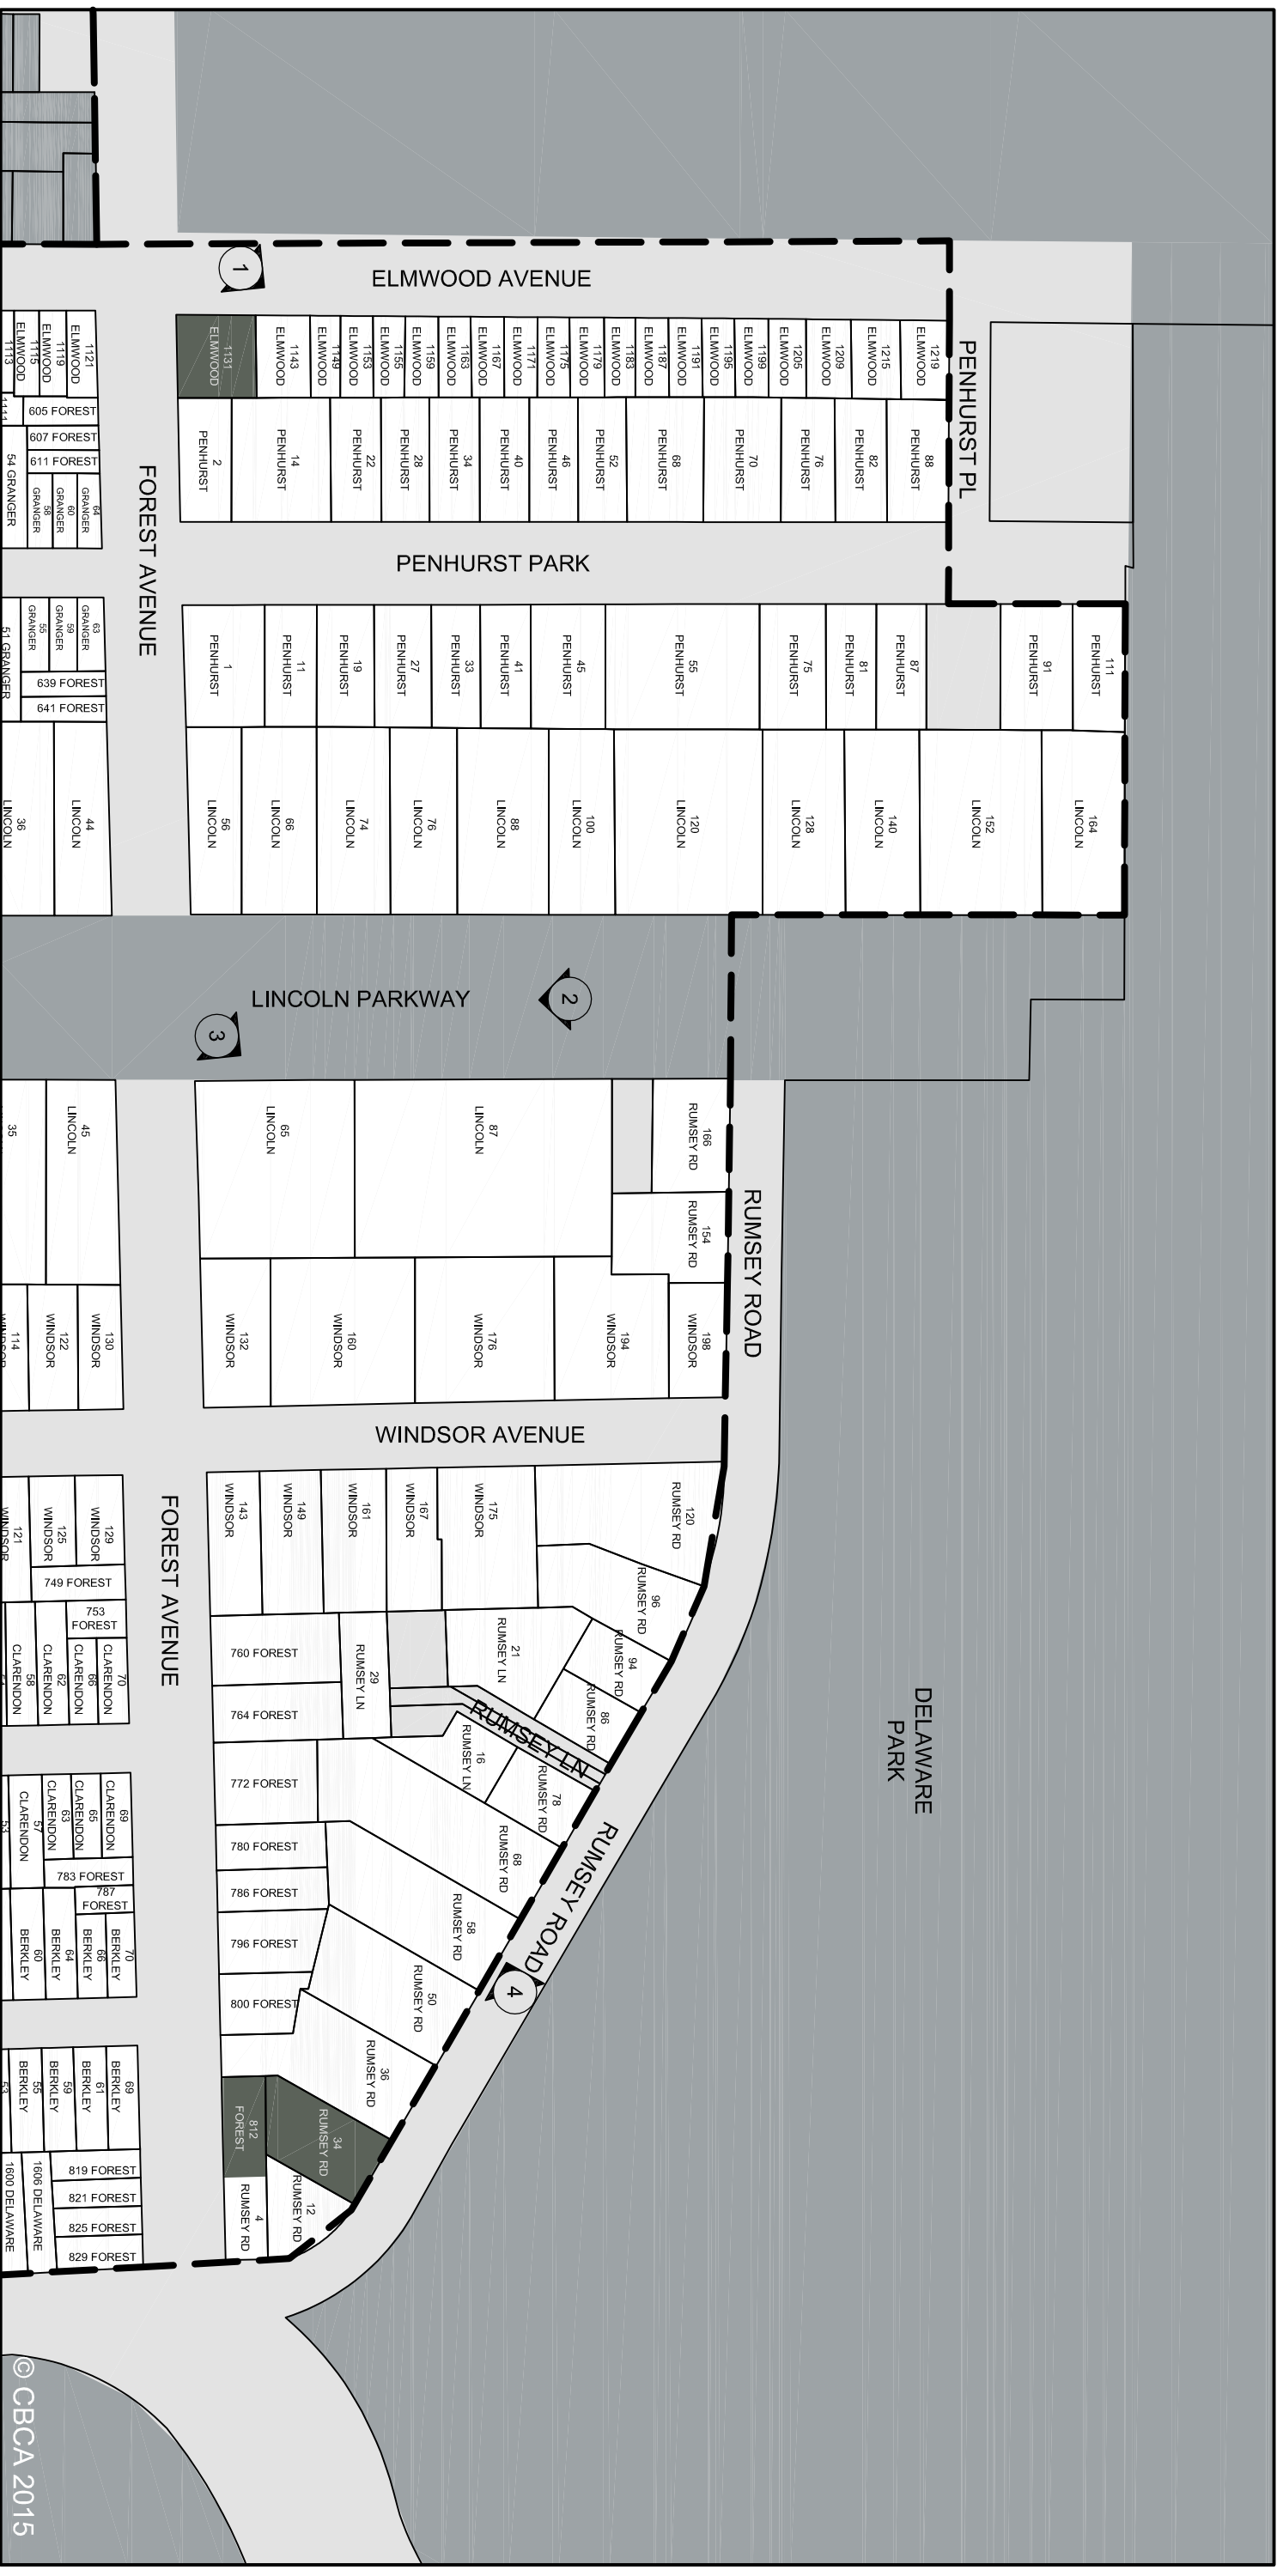 ELMWOOD AVENUE
1
PENHURST PL
1219
ELMWOOD
1215
ELMWOOD
1209
ELMWOOD
1205
ELMWOOD
1199
ELMWOOD
1195
ELMWOOD
1191
ELMWOOD
1187
ELMWOOD
1183
ELMWOOD
1179
ELMWOOD
1175
ELMWOOD
1171
ELMWOOD
1167
ELMWOOD
1163
ELMWOOD
1159
ELMWOOD
1155
ELMWOOD
1153
ELMWOOD
1149
ELMWOOD
1143
ELMWOOD
1131
ELMWOOD
1121
ELMWOOD
1119
ELMWOOD
1115
ELMWOOD
1113
88
PENHURST
82
PENHURST
76
PENHURST
70
PENHURST
68
PENHURST
52
PENHURST
46
PENHURST
40
PENHURST
34
PENHURST
28
PENHURST
22
PENHURST
14
PENHURST
2
PENHURST
605 FOREST
607 FOREST
611 FOREST
64
GRANGER
60
GRANGER
58
GRANGER
54 GRANGER
FOREST AVENUE
PENHURST PARK
111
PENHURST
91
PENHURST
87
PENHURST
81
PENHURST
75
PENHURST
55
PENHURST
45
PENHURST
41
PENHURST
33
PENHURST
27
PENHURST
19
PENHURST
11
PENHURST
1
PENHURST
63
GRANGER
59
GRANGER
55
GRANGER
51 GRANGER
639 FOREST
641 FOREST
164
LINCOLN
152
LINCOLN
140
LINCOLN
128
LINCOLN
120
LINCOLN
100
LINCOLN
88
LINCOLN
76
LINCOLN
74
LINCOLN
66
LINCOLN
56
LINCOLN
44
LINCOLN
36
LINCOLN
LINCOLN PARKWAY
2
3
166
RUMSEY RD
154
RUMSEY RD
87
LINCOLN
65
LINCOLN
45
LINCOLN
35
RUMSEY ROAD
198
WINDSOR
194
WINDSOR
176
WINDSOR
160
WINDSOR
132
WINDSOR
130
WINDSOR
122
WINDSOR
114
WINDSOR
WINDSOR AVENUE
120
RUMSEY RD
175
WINDSOR
167
WINDSOR
161
WINDSOR
149
WINDSOR
143
WINDSOR
FOREST AVENUE
129
WINDSOR
125
WINDSOR
121
WINDSOR
749 FOREST
753
FOREST
70
CLARENDON
66
CLARENDON
62
CLARENDON
58
CLARENDON
96
RUMSEY RD
94
RUMSEY RD
86
RUMSEY RD
21
RUMSEY LN
29
RUMSEY LN
760 FOREST
764 FOREST
RUMSEY LN
16
RUMSEY LN
78
RUMSEY RD
68
RUMSEY RD
58
RUMSEY RD
50
RUMSEY RD
36
RUMSEY RD
34
RUMSEY RD
12
RUMSEY RD
4
RUMSEY RD
772 FOREST
780 FOREST
786 FOREST
796 FOREST
800 FOREST
812
FOREST
RUMSEY ROAD
4
DELAWARE
PARK
69
CLARENDON
65
CLARENDON
63
CLARENDON
57
CLARENDON
53
783 FOREST
787
FOREST
70
BERKLEY
66
BERKLEY
64
BERKLEY
60
BERKLEY
69
BERKLEY
61
BERKLEY
59
BERKLEY
55
BERKLEY
53
819 FOREST
821 FOREST
825 FOREST
829 FOREST
1606 DELAWARE
1600 DELAWARE
© CBCA 2015